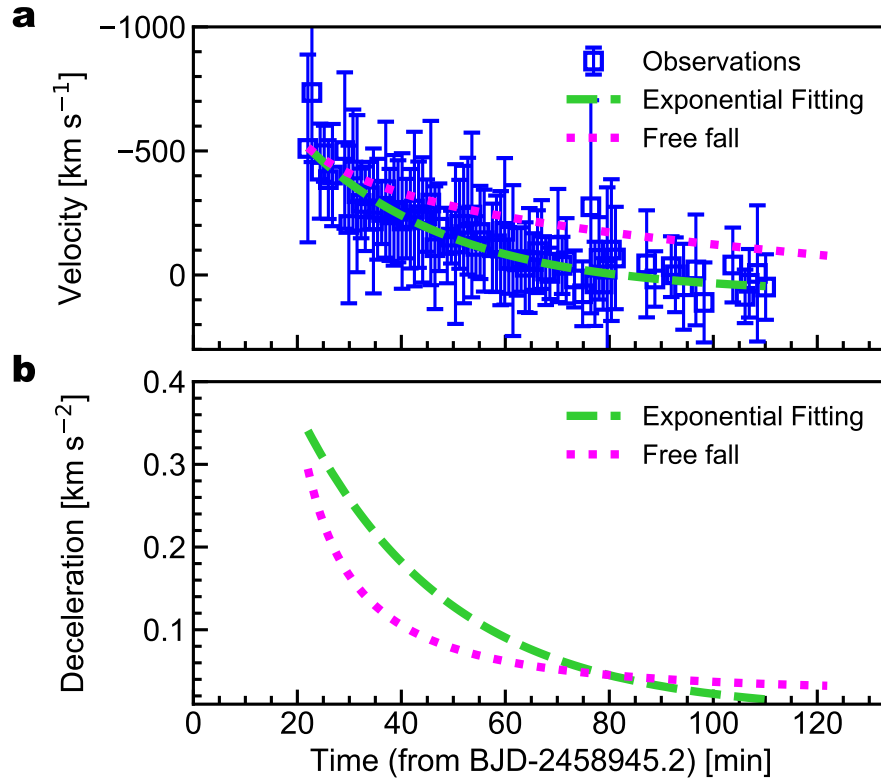 a
−1000
−500
0
Velocity [km s⁻¹]
Observations
Exponential Fitting
Free fall
b
0.4
0.3
0.2
0.1
Deceleration [km s⁻²]
Exponential Fitting
Free fall
0 20 40 60 80 100 120
Time (from BJD-2458945.2) [min]